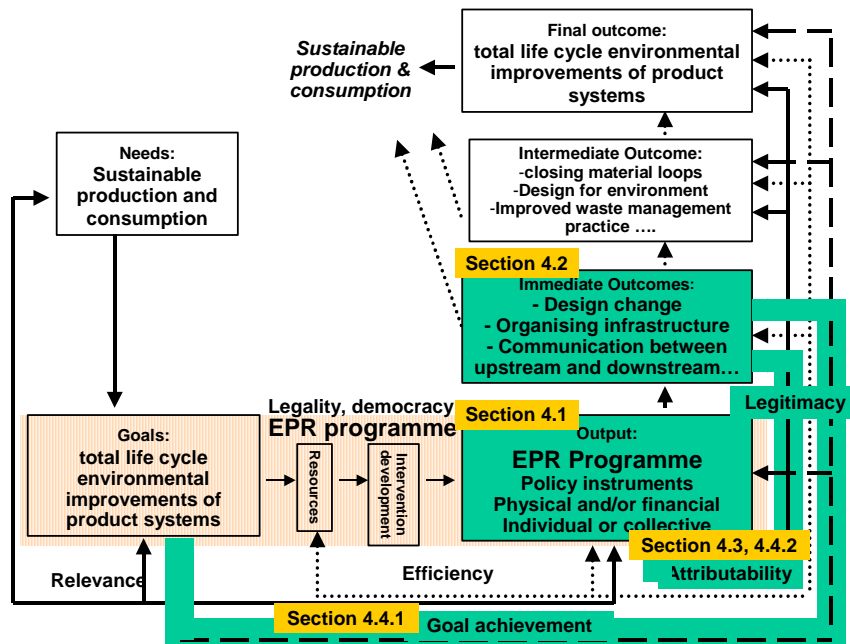 Final outcome:
total life cycle environmental
improvements of product
systems
Sustainable
production &
consumption
Needs:
Sustainable
production and
consumption
Intermediate Outcome:
-closing material loops
-Design for environment
-Improved waste management
practice ....
Section 4.2
Immediate Outcomes:
- Design change
- Organising infrastructure
- Communication between
upstream and downstream…
Legitimacy
Legality, democracy
EPR programme
Section 4.1
Goals:
total life cycle
environmental
improvements of
product systems
Resources
Intervention
development
Output:
EPR Programme
Policy instruments
Physical and/or financial
Individual or collective
Section 4.3, 4.4.2
Relevance
Efficiency
Attributability
Section 4.4.1
Goal achievement